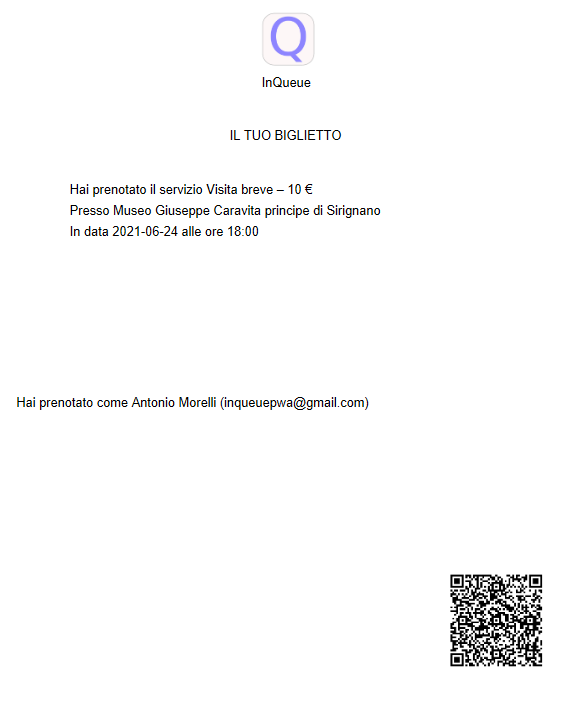 Q
InQueue
IL TUO BIGLIETTO
Hai prenotato il servizio Visita breve – 10 €
Presso Museo Giuseppe Caravita principe di Sirignano
In data 2021-06-24 alle ore 18:00
Hai prenotato come Antonio Morelli (inqueuepwa@gmail.com)